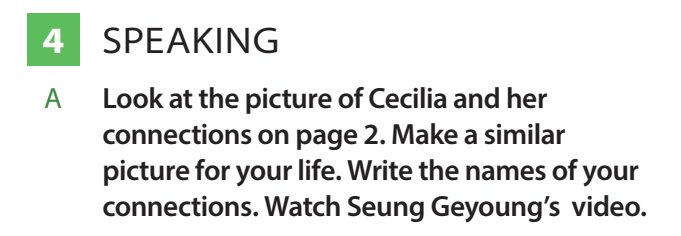 4 SPEAKING
A Look at the picture of Cecilia and her
connections on page 2. Make a similar
picture for your life. Write the names of your
connections. Watch Seung Geyoung's video.